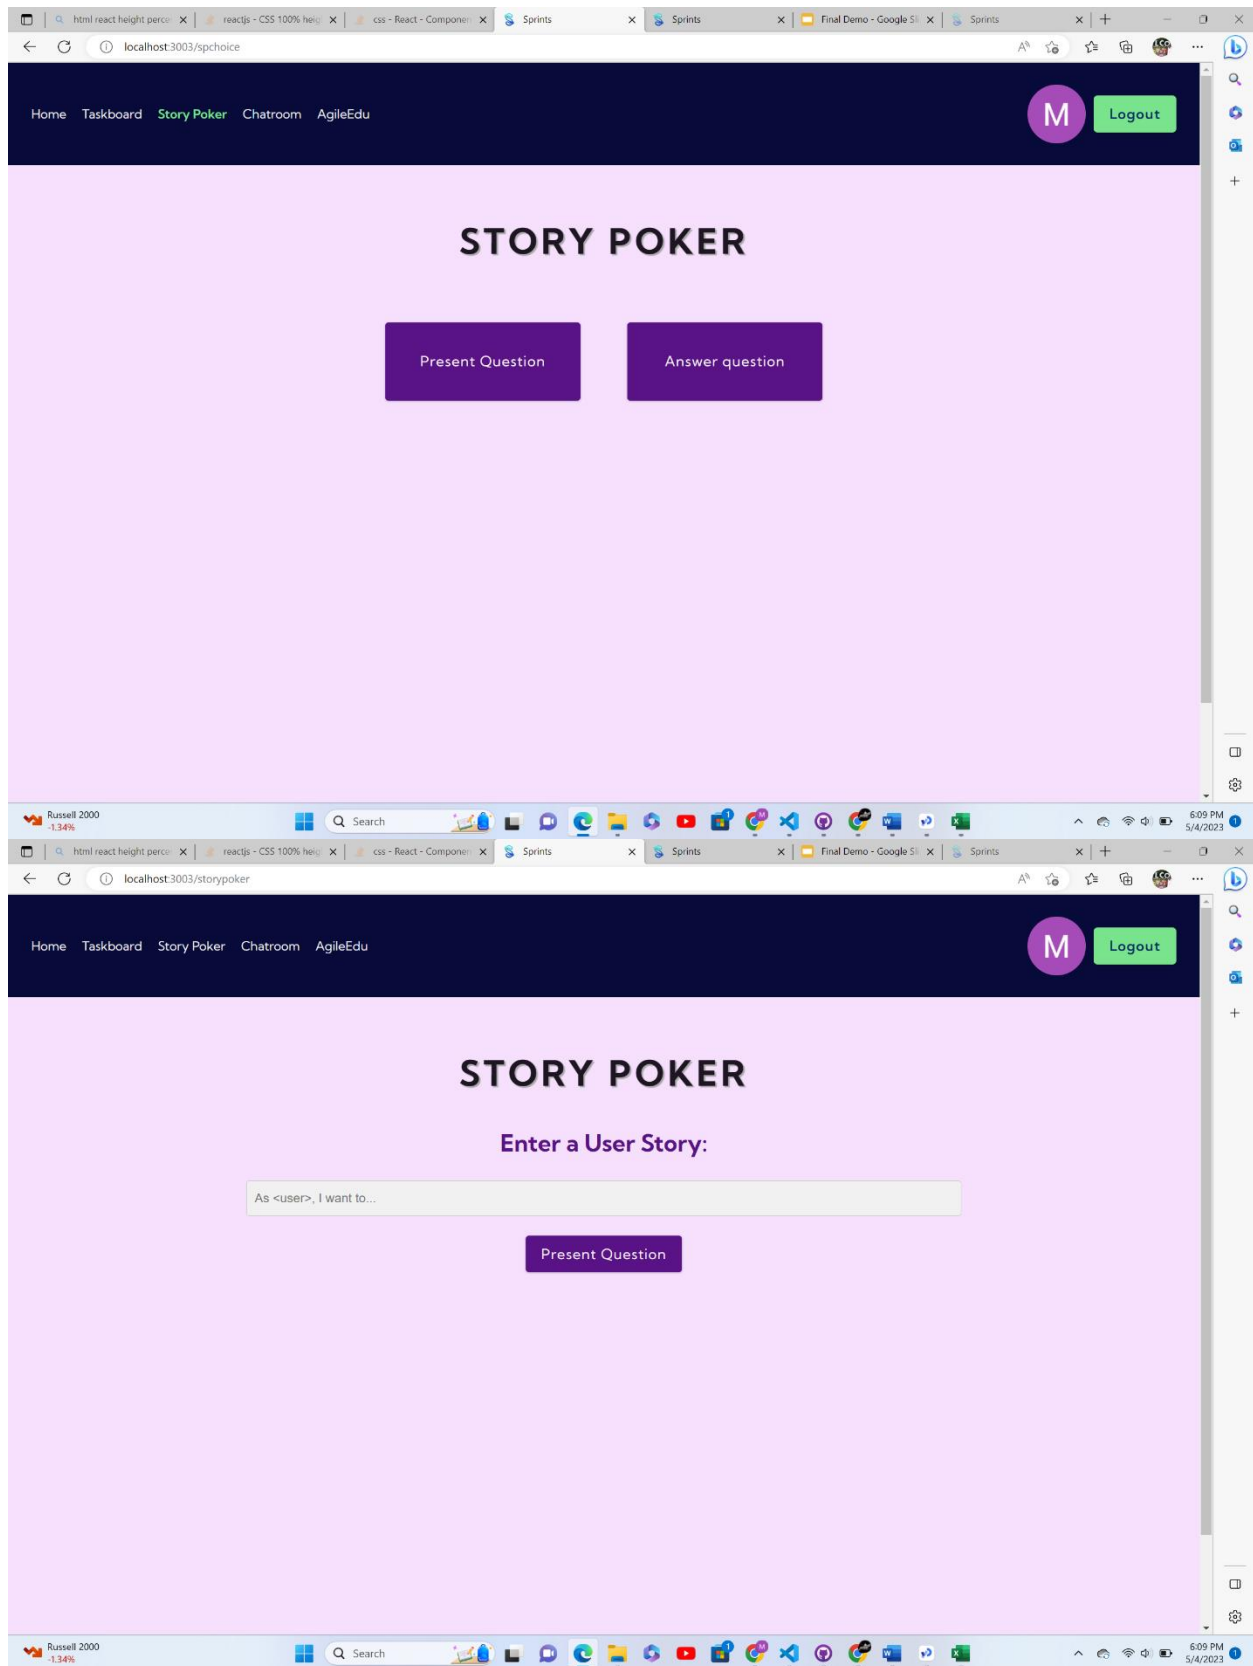 html react height perce
reactjs - CSS 100% heig
css - React - Componen
Sprints
Sprints
Final Demo - Google Sli
Sprints
localhost:3003/spchoice
Home Taskboard Story Poker Chatroom AgileEdu
M
Logout
STORY POKER
Present Question
Answer question
Russell 2000
-1.34%
Search
6:09 PM
5/4/2023
html react height perce
reactjs - CSS 100% heig
css - React - Componen
Sprints
Sprints
Final Demo - Google Sli
Sprints
localhost:3003/storypoker
Home Taskboard Story Poker Chatroom AgileEdu
M
Logout
STORY POKER
Enter a User Story:
As <user>, I want to...
Present Question
Russell 2000
-1.34%
Search
6:09 PM
5/4/2023